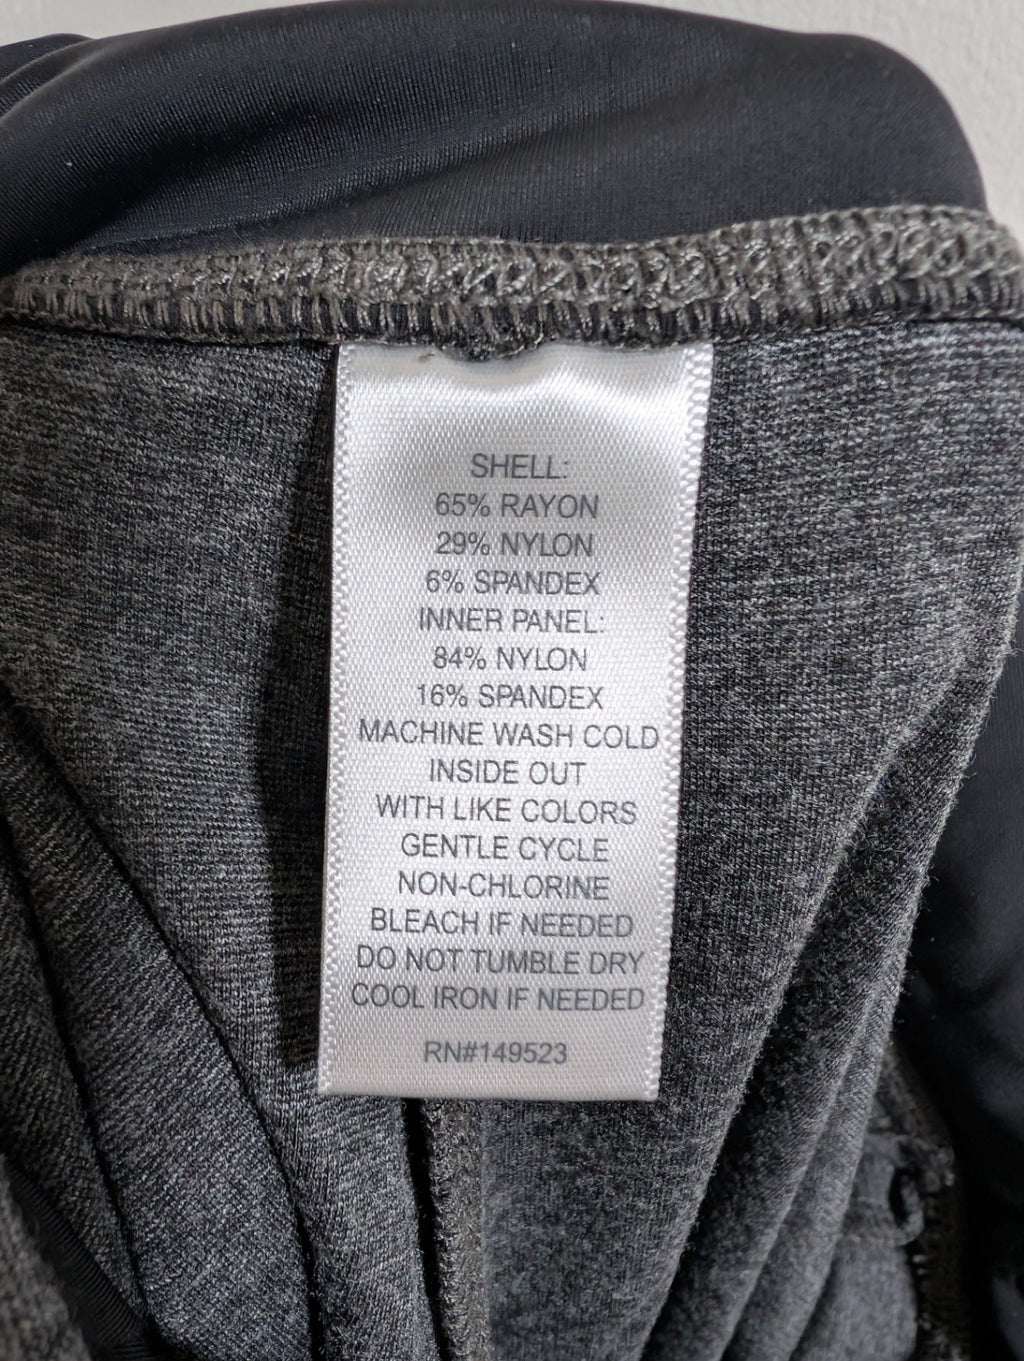 SHELL:
65% RAYON
29% NYLON
6% SPANDEX
INNER PANEL:
84% NYLON
16% SPANDEX
MACHINE WASH COLD
INSIDE OUT
WITH LIKE COLORS
GENTLE CYCLE
NON-CHLORINE
BLEACH IF NEEDED
DO NOT TUMBLE DRY
COOL IRON IF NEEDED
RN#149523